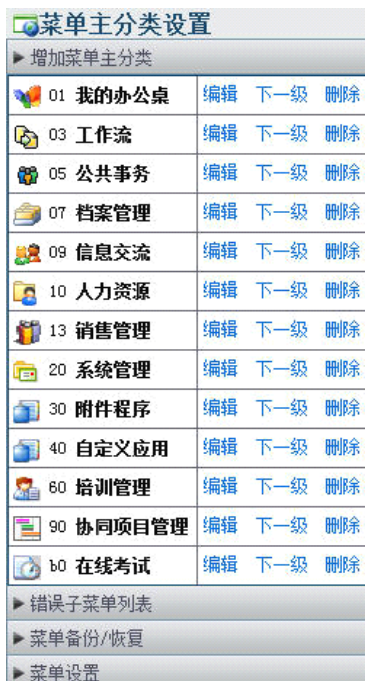 菜单主分类设置
增加菜单主分类
01 我的办公桌 编辑 下一级 删除
03 工作流 编辑 下一级 删除
05 公共事务 编辑 下一级 删除
07 档案管理 编辑 下一级 删除
09 信息交流 编辑 下一级 删除
10 人力资源 编辑 下一级 删除
13 销售管理 编辑 下一级 删除
20 系统管理 编辑 下一级 删除
30 附件程序 编辑 下一级 删除
40 自定义应用 编辑 下一级 删除
60 培训管理 编辑 下一级 删除
90 协同项目管理 编辑 下一级 删除
b0 在线考试 编辑 下一级 删除
错误子菜单列表
菜单备份/恢复
菜单设置